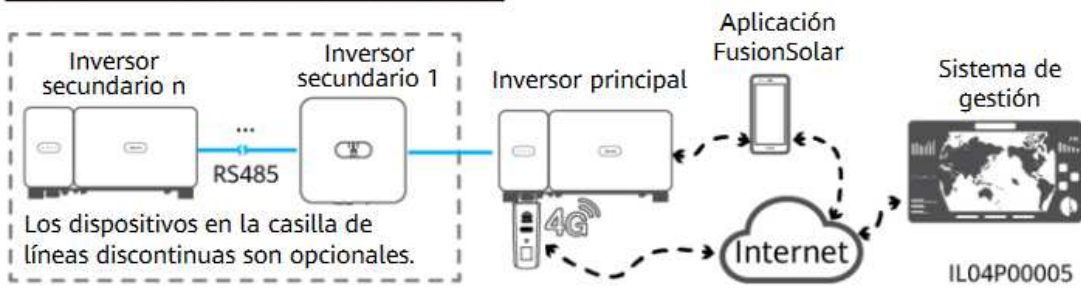 Inversor
secundario n
Inversor
secundario 1
Inversor principal
Aplicación
FusionSolar
Sistema de
gestión
...
RS485
4G
Los dispositivos en la casilla de
líneas discontinuas son opcionales.
Internet
IL04P00005